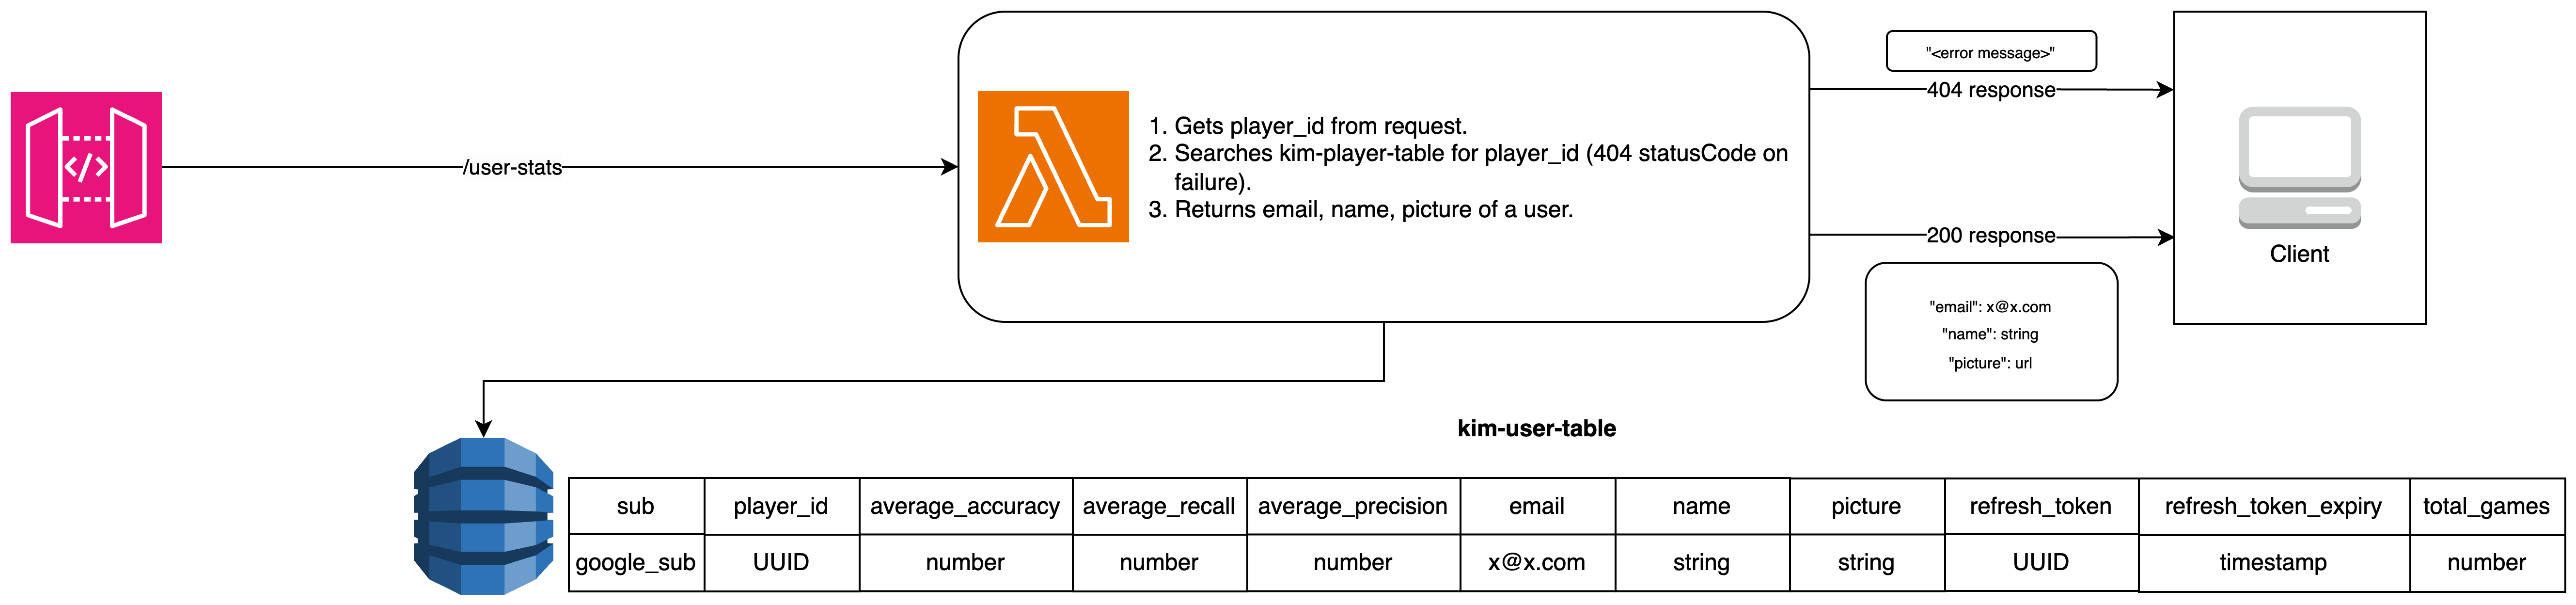 </>
/user-stats
1. Gets player_id from request.
2. Searches kim-player-table for player_id (404 statusCode on
failure).
3. Returns email, name, picture of a user.
"<error message>"
404 response
200 response
Client
"email": x@x.com
"name": string
"picture": url
kim-user-table
sub player_id average_accuracy average_recall average_precision email name picture refresh_token refresh_token_expiry total_games
google_sub UUID number number number x@x.com string string UUID timestamp number